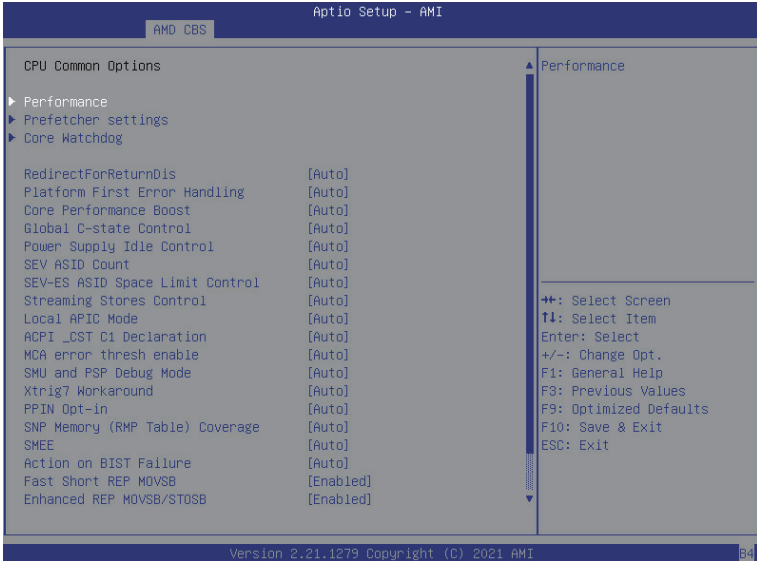 Aptio Setup - AMI
AMD CBS
CPU Common Options
Performance
Prefetcher settings
Core Watchdog
RedirectForReturnDis [Auto]
Platform First Error Handling [Auto]
Core Performance Boost [Auto]
Global C-state Control [Auto]
Power Supply Idle Control [Auto]
SEV ASID Count [Auto]
SEV-ES ASID Space Limit Control [Auto]
Streaming Stores Control [Auto]
Local APIC Mode [Auto]
ACPI _CST C1 Declaration [Auto]
MCA error thresh enable [Auto]
SMU and PSP Debug Mode [Auto]
Xtrig7 Workaround [Auto]
PPIN Opt-in [Auto]
SNP Memory (RMP Table) Coverage [Auto]
SMEE [Auto]
Action on BIST Failure [Auto]
Fast Short REP MOVSB [Enabled]
Enhanced REP MOVSB/STOSB [Enabled]
Performance
→←: Select Screen
↑↓: Select Item
Enter: Select
+/-: Change Opt.
F1: General Help
F3: Previous Values
F9: Optimized Defaults
F10: Save & Exit
ESC: Exit
Version 2.21.1279 Copyright (C) 2021 AMI
B4